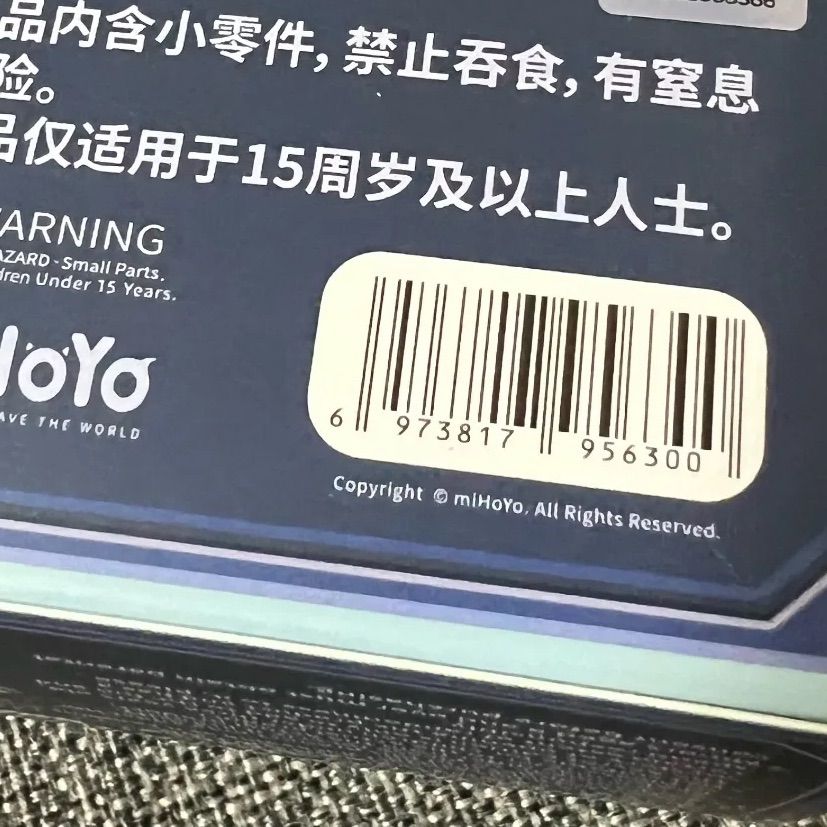 品内含小零件，禁止吞食，有窒息
险。
品仅适用于15周岁及以上人士。
WARNING
AZARD - Small Parts.
dren Under 15 Years.
HoYo
AVE THE WORLD
6 973817 956300
Copyright © miHoYo. All Rights Reserved.